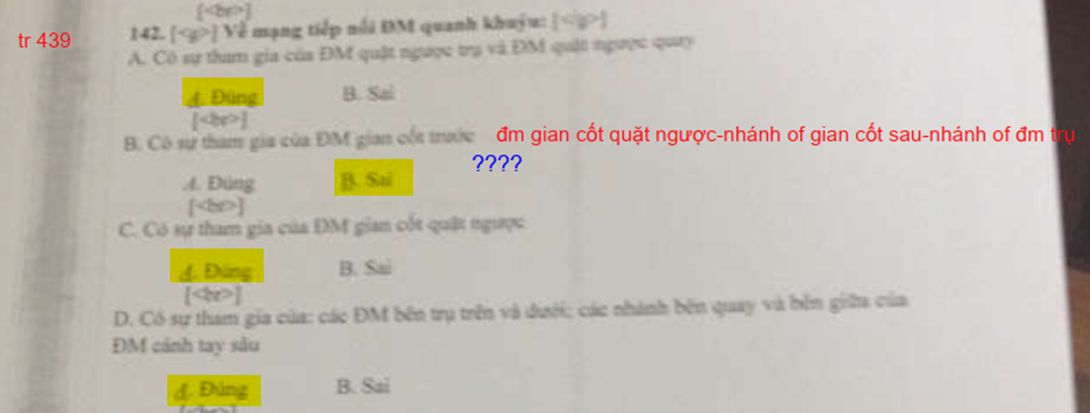 [<br>]
tr 439
142. [<g>] Về mạng tiếp nối ĐM quanh khuỷu: [</g>]
A. Có sự tham gia của ĐM quặt ngược trụ và ĐM quặt ngược quay
A. Đúng B. Sai
[<br>]
B. Có sự tham gia của ĐM gian cốt trước đm gian cốt quặt ngược-nhánh of gian cốt sau-nhánh of đm trụ
????
A. Đúng B. Sai
[<br>]
C. Có sự tham gia của ĐM gian cốt quặt ngược
A. Đúng B. Sai
[<br>]
D. Có sự tham gia của: các ĐM bên trụ trên và dưới; các nhánh bên quay và bên giữa của
ĐM cánh tay sâu
A. Đúng B. Sai